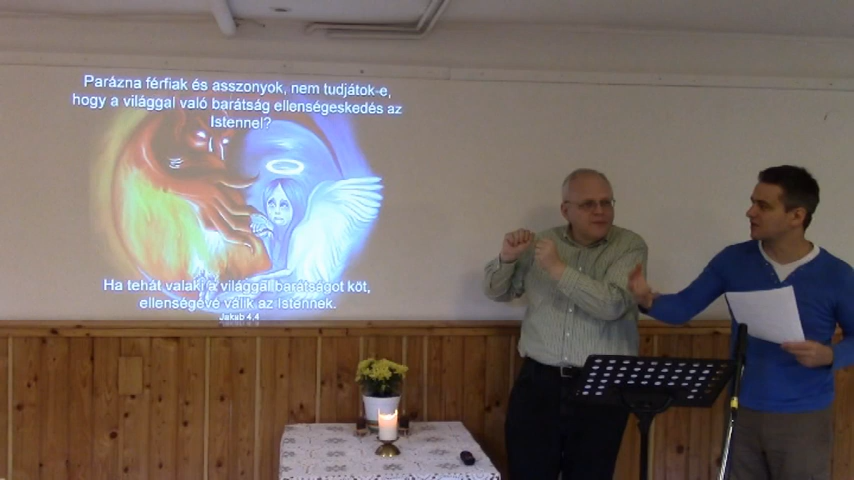 Parázna férfiak és asszonyok, nem tudjátok-e,
hogy a világgal való barátság ellenségeskedés az
Istennel?
Ha tehát valaki a világgal barátságot köt,
ellenségévé válik az Istennek.
Jakab 4.4